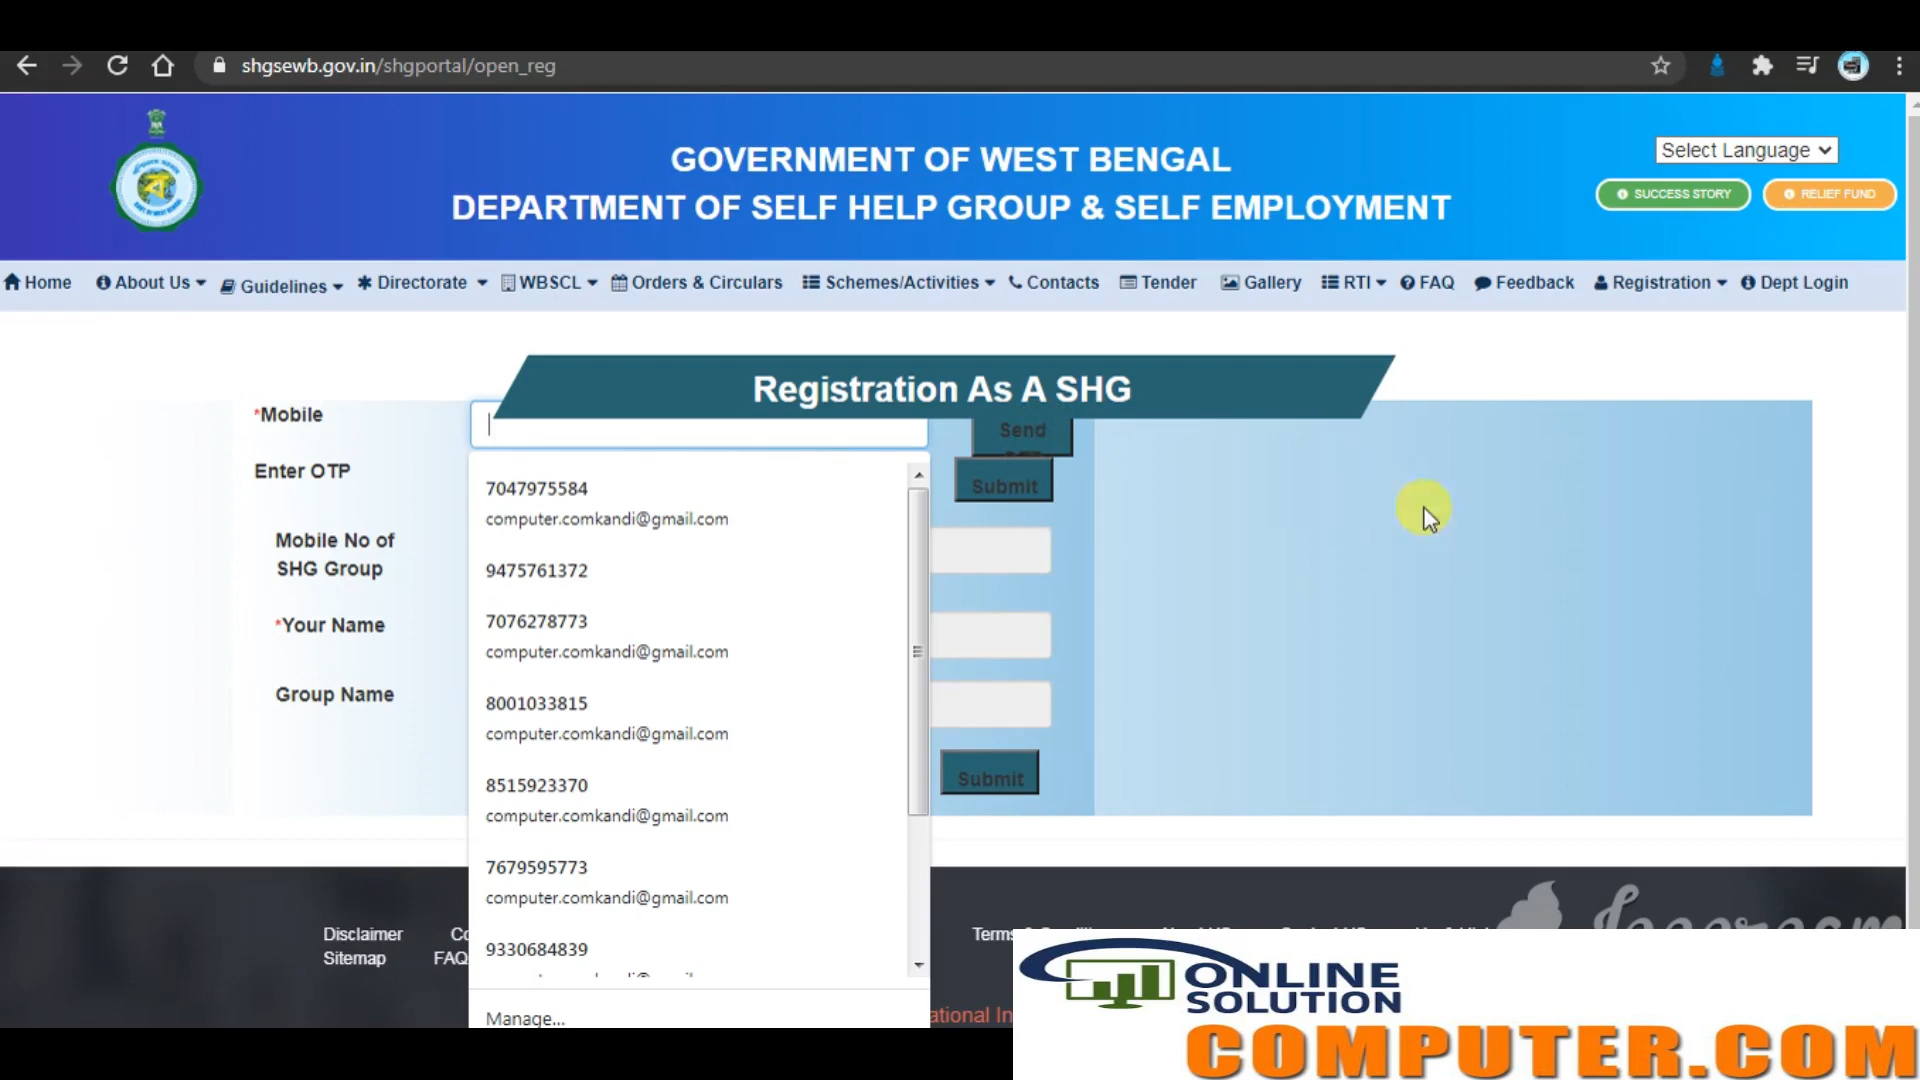 shgsewb.gov.in/shgportal/open_reg
GOVERNMENT OF WEST BENGAL
DEPARTMENT OF SELF HELP GROUP & SELF EMPLOYMENT
Select Language
SUCCESS STORY
RELIEF FUND
Home
About Us
Guidelines
Directorate
WBSCL
Orders & Circulars
Schemes/Activities
Contacts
Tender
Gallery
RTI
FAQ
Feedback
Registration
Dept Login
Registration As A SHG
*Mobile
Send
Enter OTP
Submit
Mobile No of
SHG Group
*Your Name
Group Name
Submit
7047975584
computer.comkandi@gmail.com
9475761372
7076278773
computer.comkandi@gmail.com
8001033815
computer.comkandi@gmail.com
8515923370
computer.comkandi@gmail.com
7679595773
computer.comkandi@gmail.com
9330684839
Manage...
Disclaimer
Sitemap
FAQ
ONLINE
SOLUTION
COMPUTER.COM